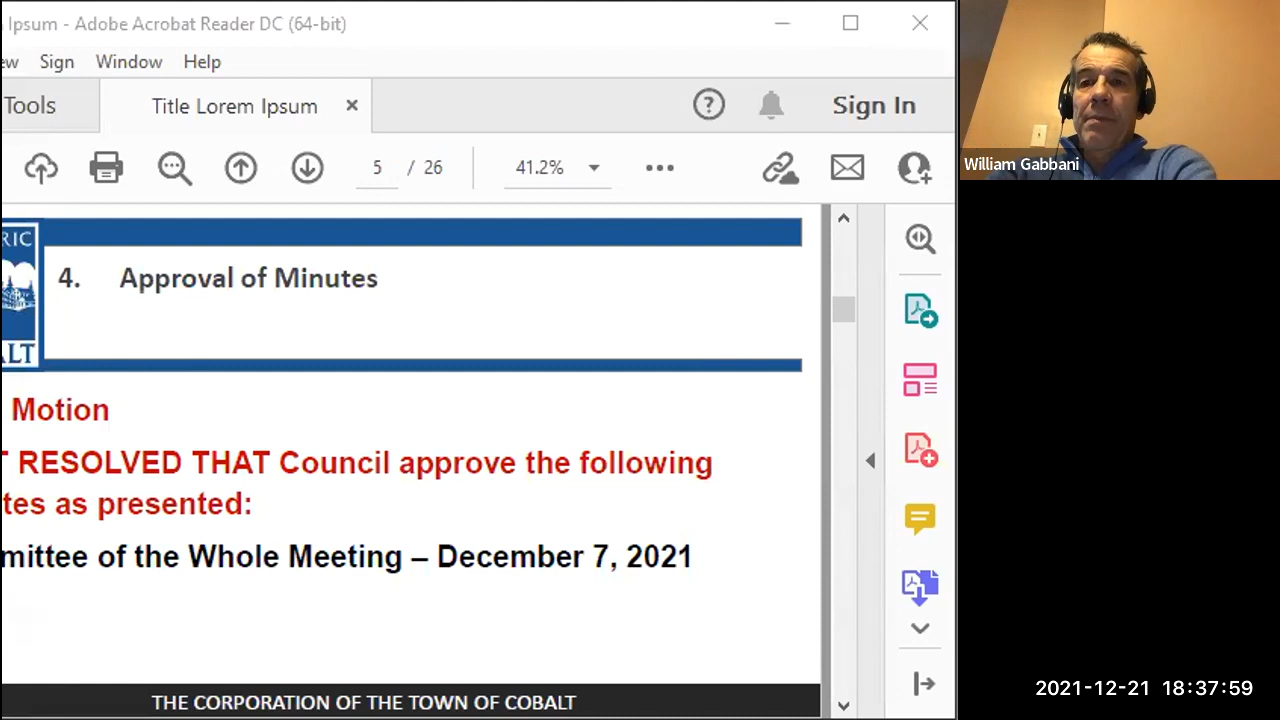 Ipsum - Adobe Acrobat Reader DC (64-bit)
ew Sign Window Help
Tools Title Lorem Ipsum × ? Sign In
5 / 26 41.2%
RIC
4. Approval of Minutes
ALT
Motion
T RESOLVED THAT Council approve the following
tes as presented:
mittee of the Whole Meeting – December 7, 2021
THE CORPORATION OF THE TOWN OF COBALT
William Gabbani
2021-12-21 18:37:59